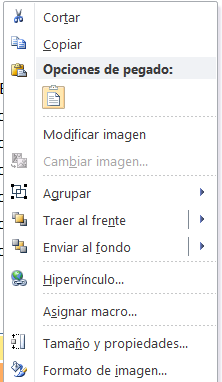 Cortar
Copiar
Opciones de pegado:
Modificar imagen
Cambiar imagen...
Agrupar
Traer al frente
Enviar al fondo
Hipervínculo...
Asignar macro...
Tamaño y propiedades...
Formato de imagen...